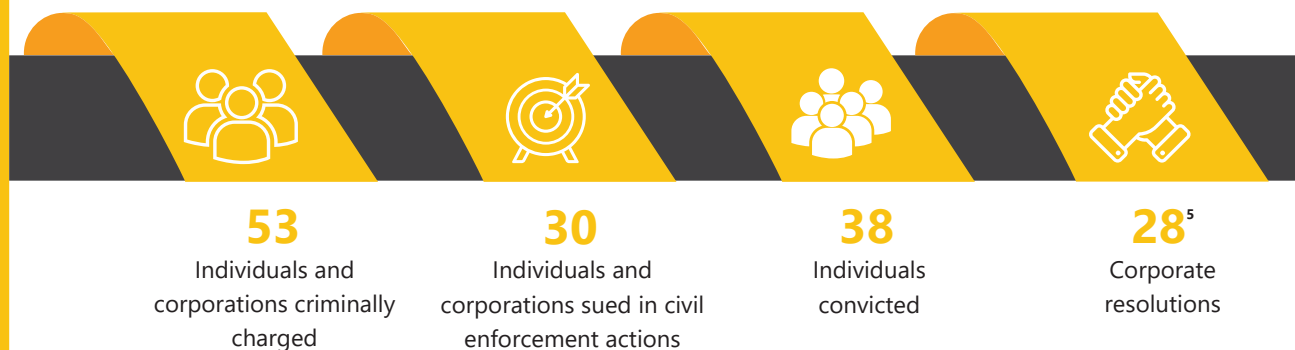 53
Individuals and
corporations criminally
charged
30
Individuals and
corporations sued in civil
enforcement actions
38
Individuals
convicted
28⁵
Corporate
resolutions